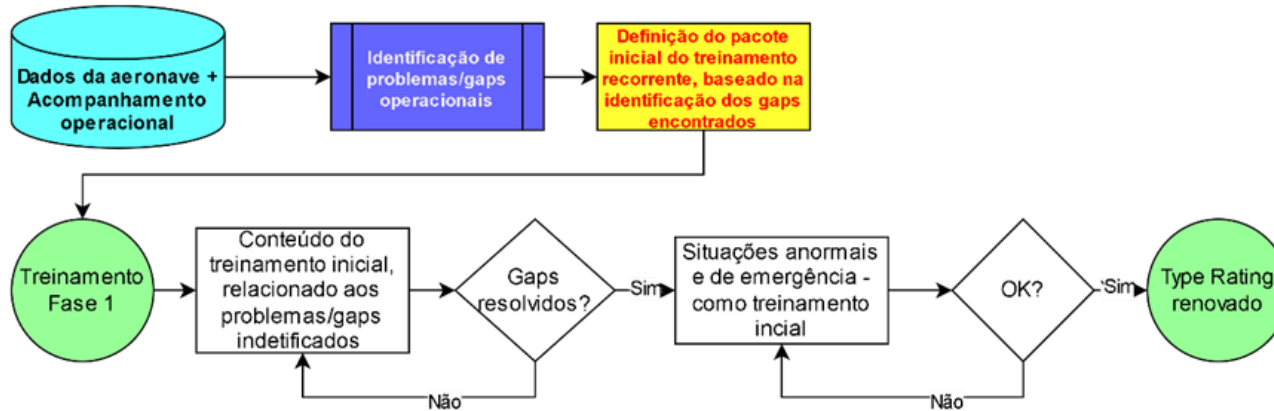 Dados da aeronave +
Acompanhamento
operacional
Identificação de
problemas/gaps
operacionais
Definição do pacote
inicial do treinamento
recorrente, baseado na
identificação dos gaps
encontrados
Treinamento
Fase 1
Conteúdo do
treinamento inicial,
relacionado aos
problemas/gaps
indetificados
Gaps
resolvidos?
Sim
Não
Situações anormais
e de emergência -
como treinamento
incial
OK?
Sim
Não
Type Rating
renovado